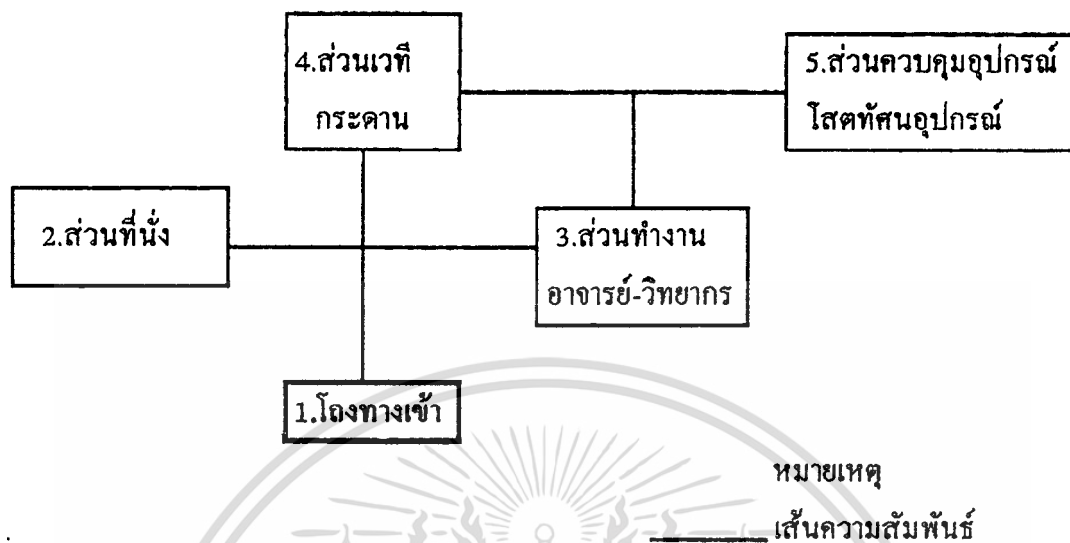 4.ส่วนเวที
กระดาน
5.ส่วนควบคุมอุปกรณ์
โสตทัศนอุปกรณ์
2.ส่วนที่นั่ง
3.ส่วนทำงาน
อาจารย์-วิทยากร
1.โถงทางเข้า
หมายเหตุ
เส้นความสัมพันธ์